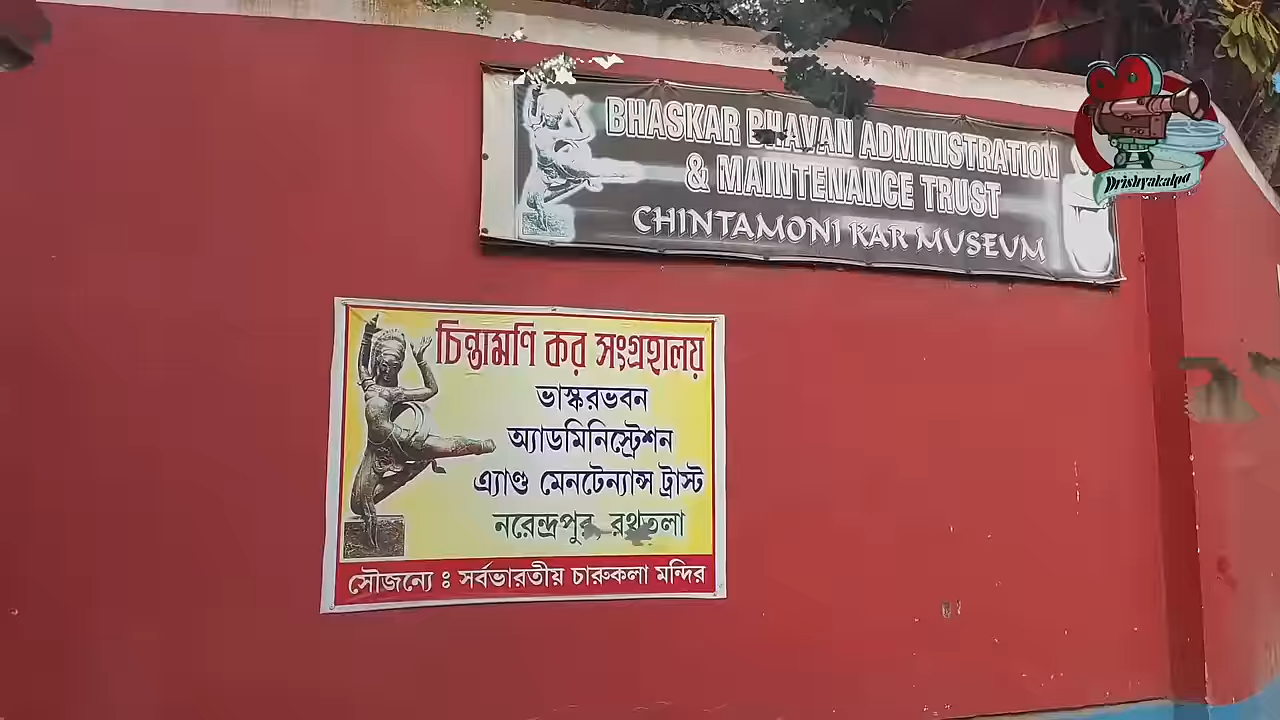 BHASKAR BHAVAN ADMINISTRATION
& MAINTENANCE TRUST
CHINTAMONI KAR MUSEUM
Drishyakalpa
চিন্তামণি কর সংগ্রহালয়
ভাস্করভবন
অ্যাডমিনিস্ট্রেশন
এ্যাণ্ড মেনটেন্যান্স ট্রাস্ট
নরেন্দ্রপুর, রথতলা
সৌজন্যে ঃ সর্বভারতীয় চারুকলা মন্দির